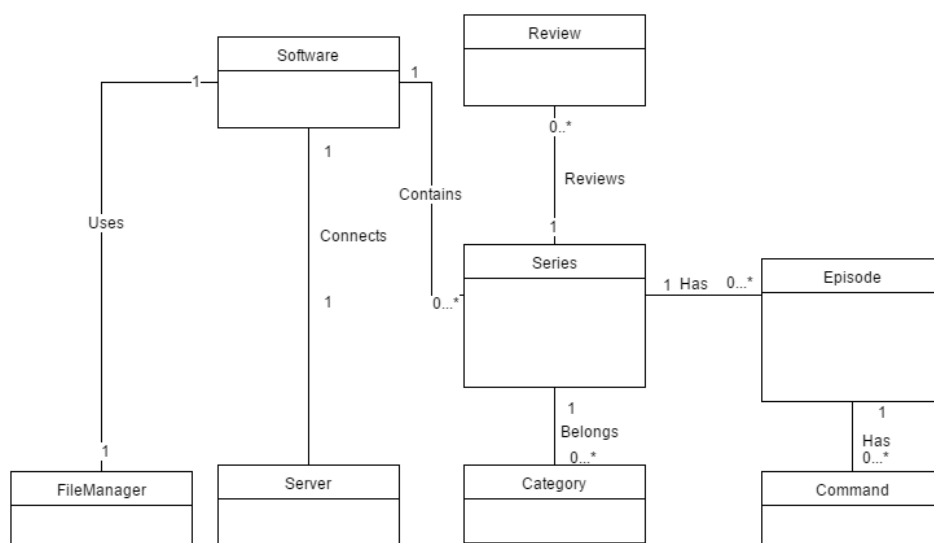 Review
Software
1
1
0...*
1
Contains
Reviews
Uses
Connects
1
Series
Episode
1
0...*
1 Has 0...*
1
1
Belongs
Has
1
0...*
0...*
FileManager
Server
Category
Command